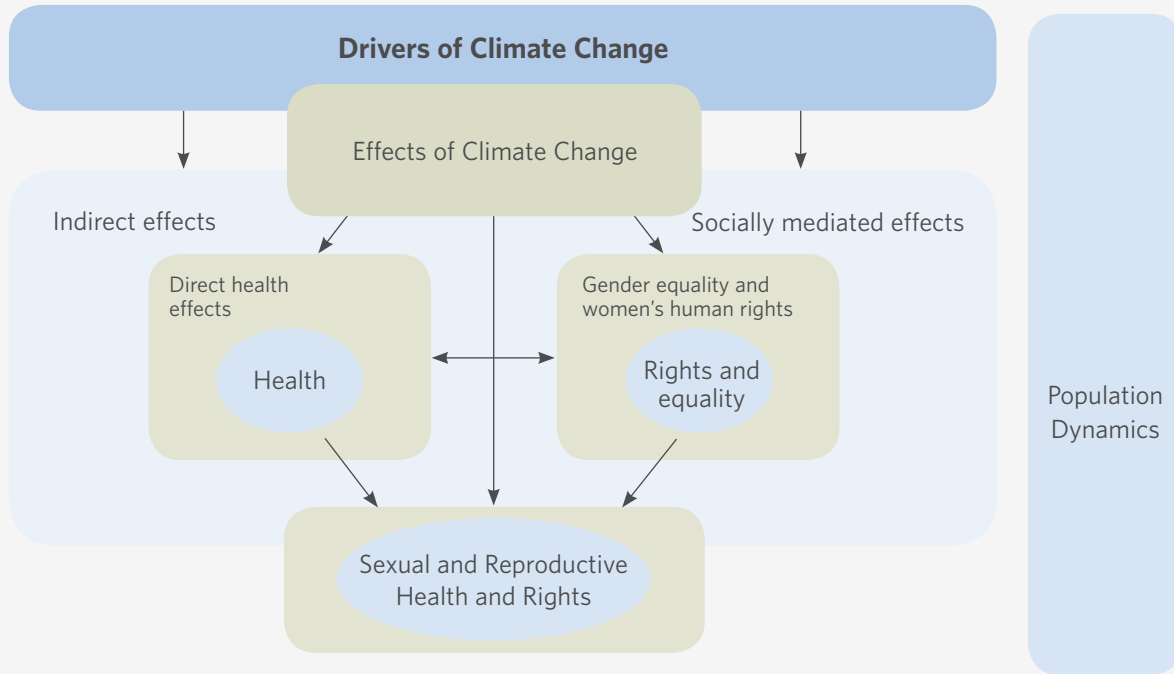 Drivers of Climate Change
Effects of Climate Change
Indirect effects
Socially mediated effects
Direct health
effects
Health
Gender equality and
women’s human rights
Rights and
equality
Sexual and Reproductive
Health and Rights
Population
Dynamics